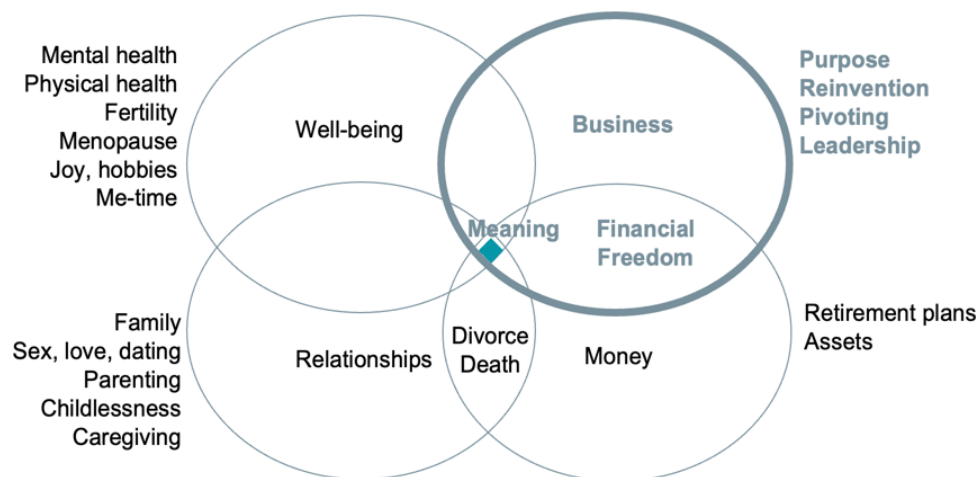 Mental health
Physical health
Fertility
Menopause
Joy, hobbies
Me-time
Well-being
Business
Purpose
Reinvention
Pivoting
Leadership
Meaning
Financial
Freedom
Family
Sex, love, dating
Parenting
Childlessness
Caregiving
Relationships
Divorce
Death
Money
Retirement plans
Assets